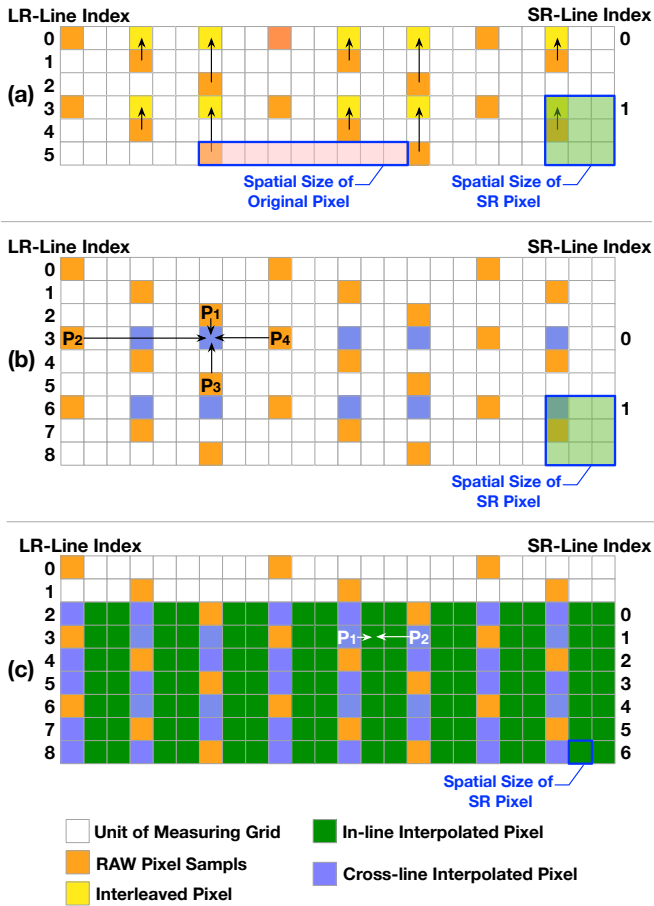 LR-Line Index SR-Line Index
0 0
1
2
(a)
3 1
4
5
Spatial Size of Original Pixel
Spatial Size of SR Pixel
LR-Line Index SR-Line Index
0
1
2 P1
(b)
3 P2 P4 0
4
5 P3
6 1
7
8
Spatial Size of SR Pixel
LR-Line Index SR-Line Index
0
1
2 0
3 P1 P2 1
(c)
4 2
5 3
6 4
7 5
8 6
Spatial Size of SR Pixel
Unit of Measuring Grid
In-line Interpolated Pixel
RAW Pixel Sampls
Cross-line Interpolated Pixel
Interleaved Pixel